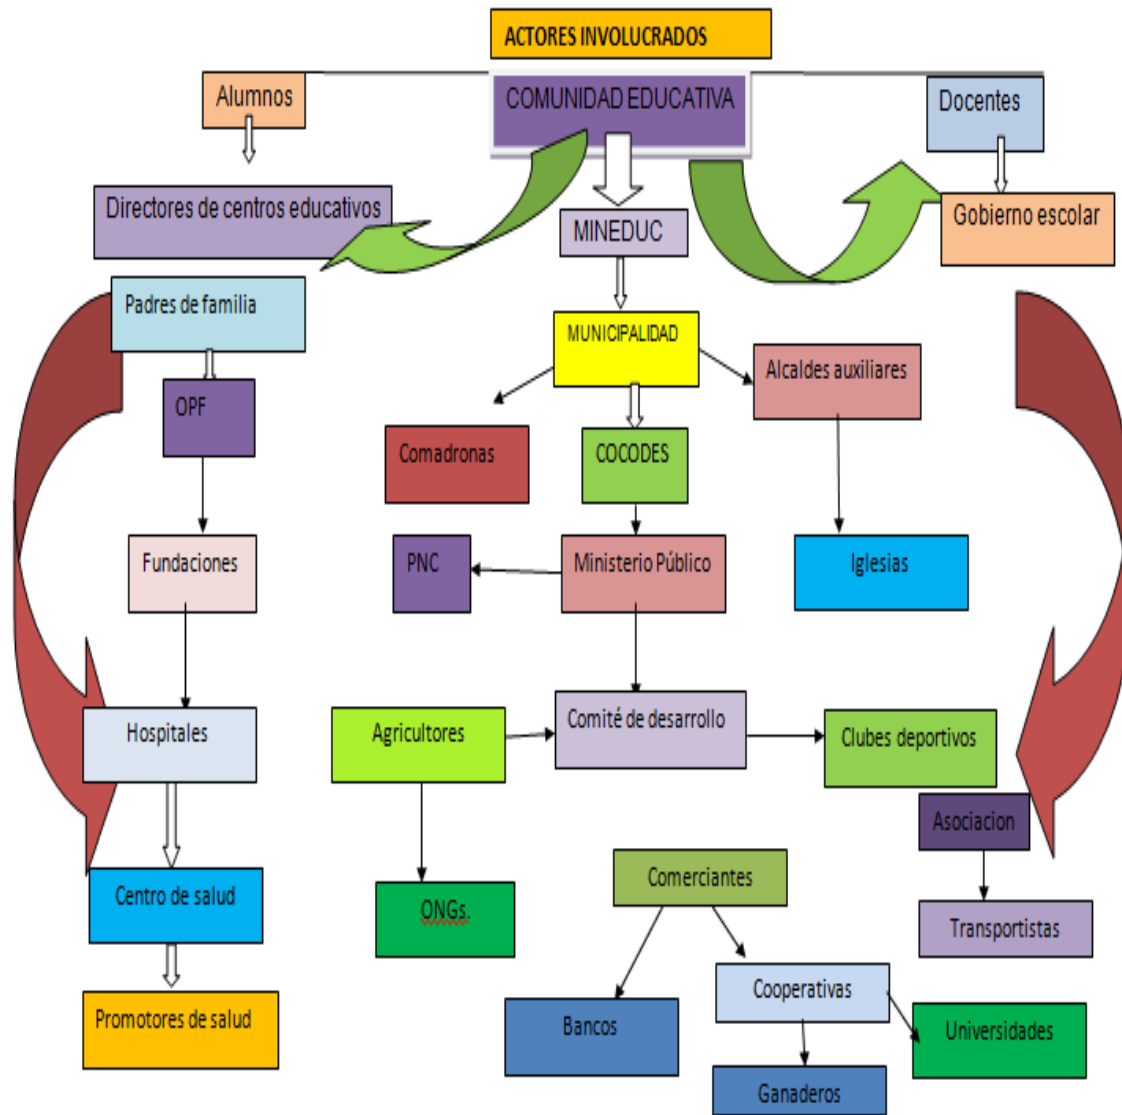 ACTORES INVOLUCRADOS
Alumnos
COMUNIDAD EDUCATIVA
Docentes
Directores de centros educativos
MINEDUC
Gobierno escolar
Padres de familia
MUNICIPALIDAD
Alcaldes auxiliares
OPF
Comadronas
COCODES
Fundaciones
PNC
Ministerio Público
Iglesias
Hospitales
Agricultores
Comité de desarrollo
Clubes deportivos
Asociacion
Centro de salud
ONGs.
Comerciantes
Transportistas
Promotores de salud
Bancos
Cooperativas
Universidades
Ganaderos